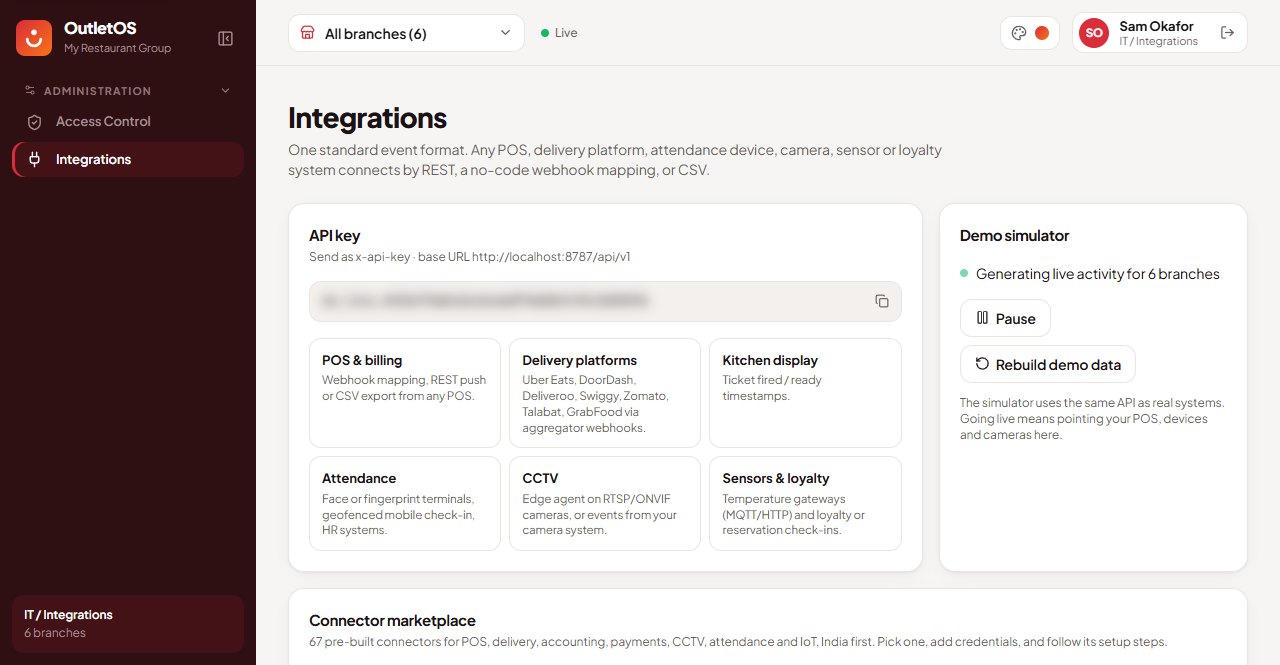 OutletOS
My Restaurant Group
ADMINISTRATION
Access Control
Integrations
IT / Integrations
6 branches
All branches (6)
Live
SO
Sam Okafor
IT / Integrations
Integrations
One standard event format. Any POS, delivery platform, attendance device, camera, sensor or loyalty
system connects by REST, a no-code webhook mapping, or CSV.
API key
Send as x-api-key · base URL http://localhost:8787/api/v1
POS & billing
Webhook mapping, REST push
or CSV export from any POS.
Delivery platforms
Uber Eats, DoorDash,
Deliveroo, Swiggy, Zomato,
Talabat, GrabFood via
aggregator webhooks.
Kitchen display
Ticket fired / ready
timestamps.
Attendance
Face or fingerprint terminals,
geofenced mobile check-in,
HR systems.
CCTV
Edge agent on RTSP/ONVIF
cameras, or events from your
camera system.
Sensors & loyalty
Temperature gateways
(MQTT/HTTP) and loyalty or
reservation check-ins.
Demo simulator
Generating live activity for 6 branches
Pause
Rebuild demo data
The simulator uses the same API as real systems.
Going live means pointing your POS, devices
and cameras here.
Connector marketplace
67 pre-built connectors for POS, delivery, accounting, payments, CCTV, attendance and IoT, India first. Pick one, add credentials, and follow its setup steps.